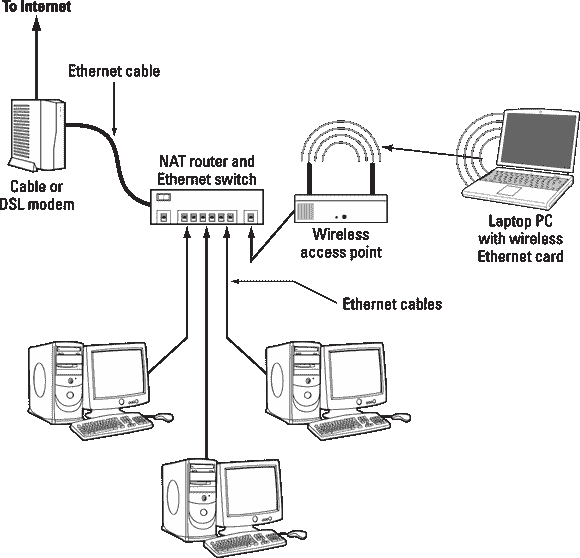 To Internet
Ethernet cable
NAT router and
Ethernet switch
Cable or
DSL modem
Wireless
access point
Laptop PC
with wireless
Ethernet card
Ethernet cables